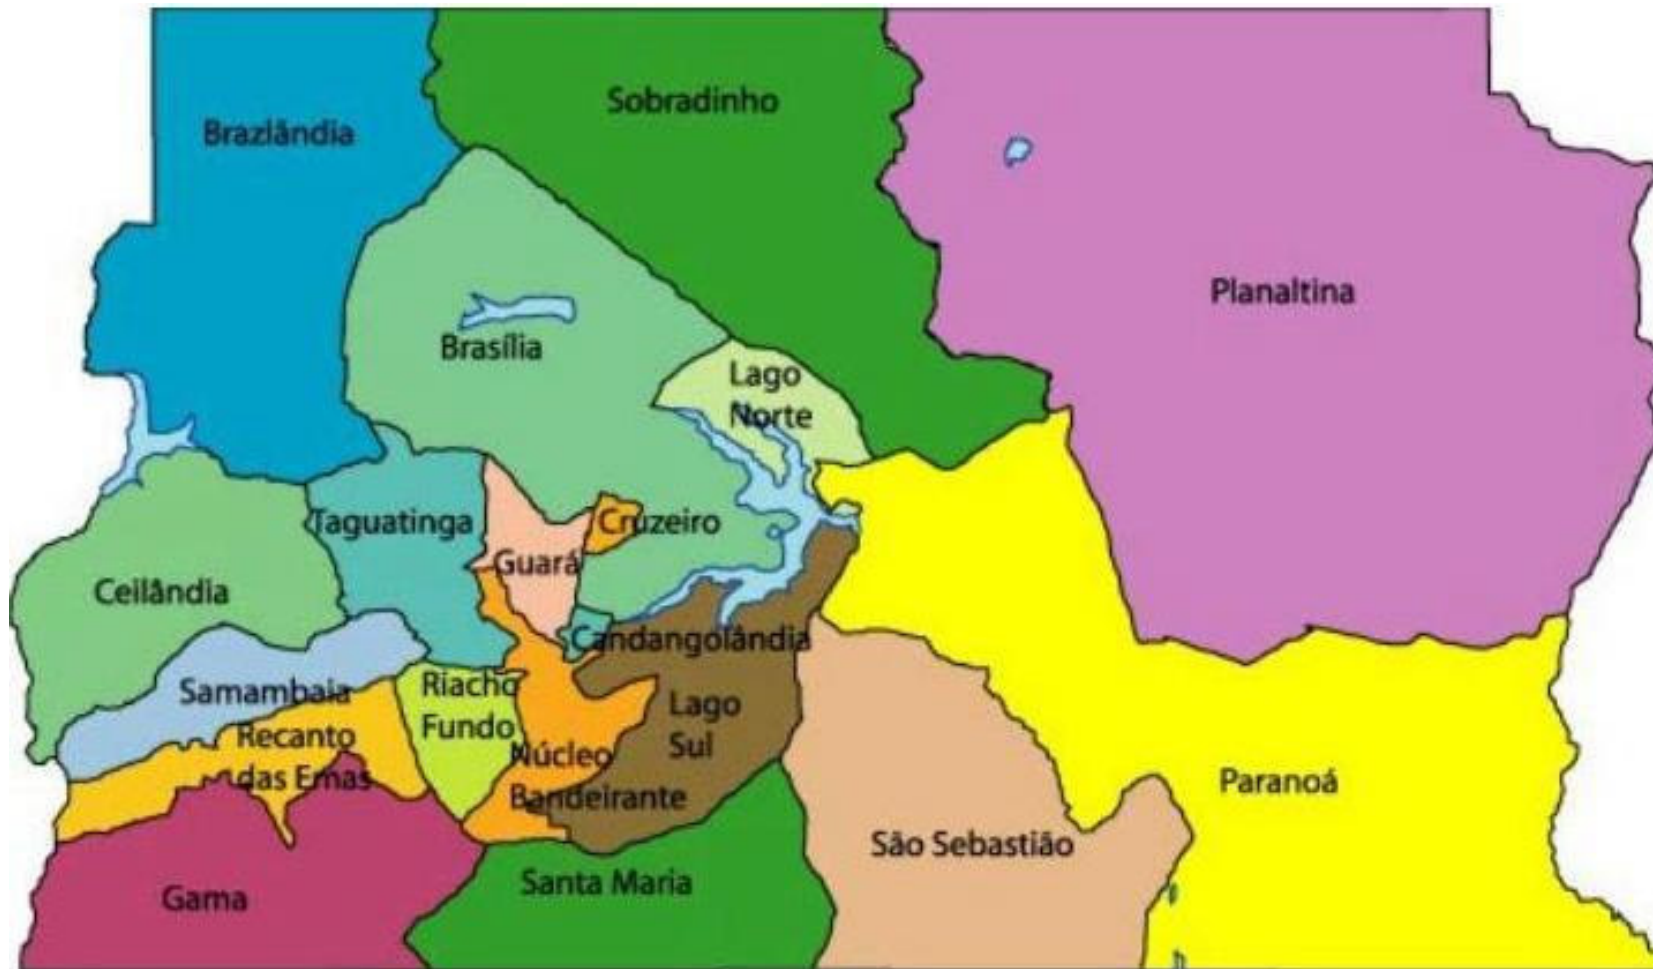 Sobradinho
Brazlândia
Planaltina
Brasília
Lago
Norte
Taguatinga
Cruzeiro
Guará
Ceilândia
Candangolândia
Samambaia
Riacho
Fundo
Lago
Sul
Recanto
das Emas
Núcleo
Bandeirante
Paranoá
São Sebastião
Santa Maria
Gama